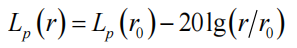 L_p(r) = L_p(r_0) − 20lg(r/r_0)